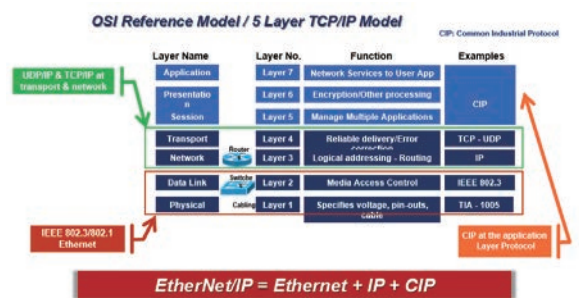 OSI Reference Model / 5 Layer TCP/IP Model
CIP: Common Industrial Protocol
Layer Name Layer No. Function Examples
UDP/IP & TCP/IP at
transport & network
Application Layer 7 Network Services to User App
Presentatio
n
Layer 6 Encryption/Other processing
CIP
Session Layer 5 Manage Multiple Applications
Transport Layer 4 Reliable delivery/Error
correction
TCP - UDP
Router
Network Layer 3 Logical addressing - Routing IP
Switche
Data Link Layer 2 Media Access Control IEEE 802.3
Physical Cabling Layer 1 Specifies voltage, pin-outs,
cable
TIA - 1005
IEEE 802.3/802.1
Ethernet
CIP at the application
Layer Protocol
EtherNet/IP = Ethernet + IP + CIP